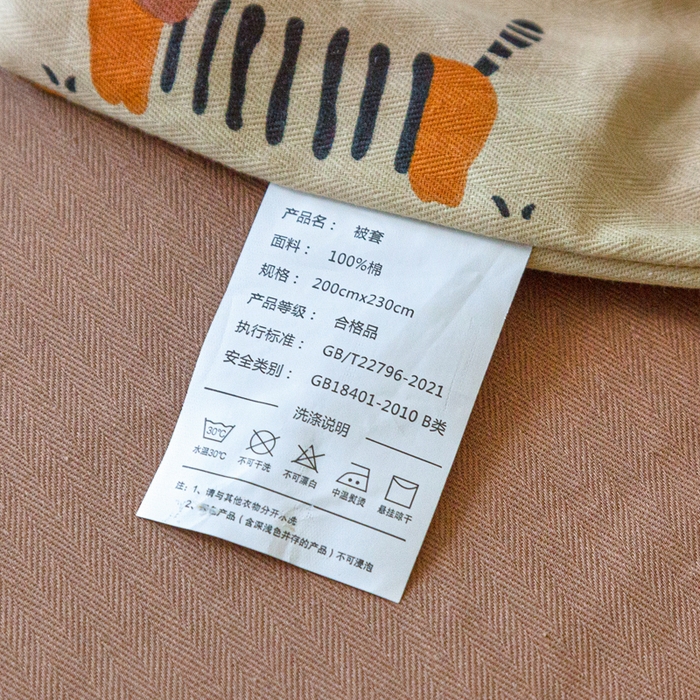 产品名： 被套
面料： 100%棉
规格： 200cmx230cm
产品等级： 合格品
执行标准： GB/T22796-2021
安全类别： GB18401-2010 B类
洗涤说明
30℃
水温30℃ 不可干洗 不可漂白 中温熨烫 悬挂晾干
注：1、请与其他衣物分开水洗
2、产品（含深浅色并存的产品）不可浸泡